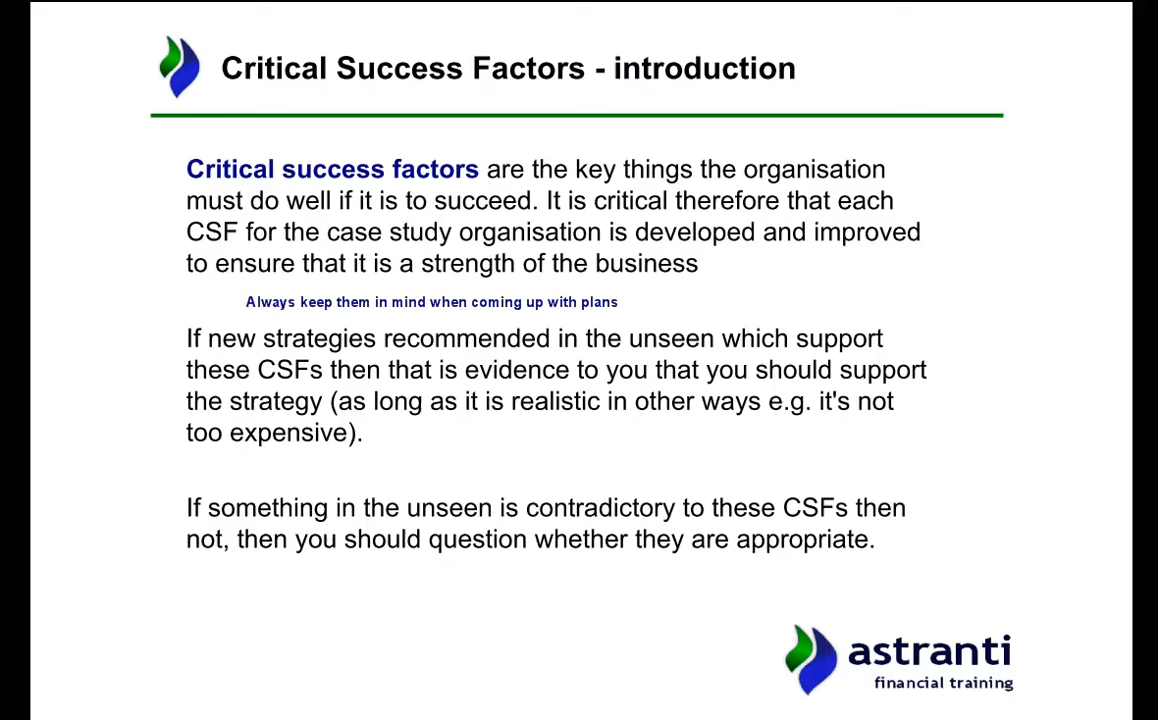 Critical Success Factors - introduction
Critical success factors are the key things the organisation
must do well if it is to succeed. It is critical therefore that each
CSF for the case study organisation is developed and improved
to ensure that it is a strength of the business
Always keep them in mind when coming up with plans
If new strategies recommended in the unseen which support
these CSFs then that is evidence to you that you should support
the strategy (as long as it is realistic in other ways e.g. it's not
too expensive).
If something in the unseen is contradictory to these CSFs then
not, then you should question whether they are appropriate.
astranti
financial training